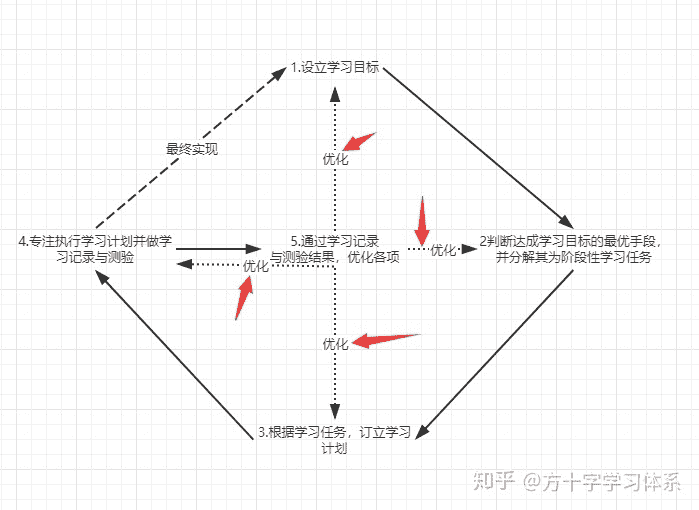 1.设立学习目标
最终实现
优化
4.专注执行学习计划并做学
习记录与测验
5.通过学习记录
与测验结果，优化各项
优化
2判断达成学习目标的最优手段，
并分解其为阶段性学习任务
优化
优化
3.根据学习任务，订立学习
计划
知乎 @方十字学习体系